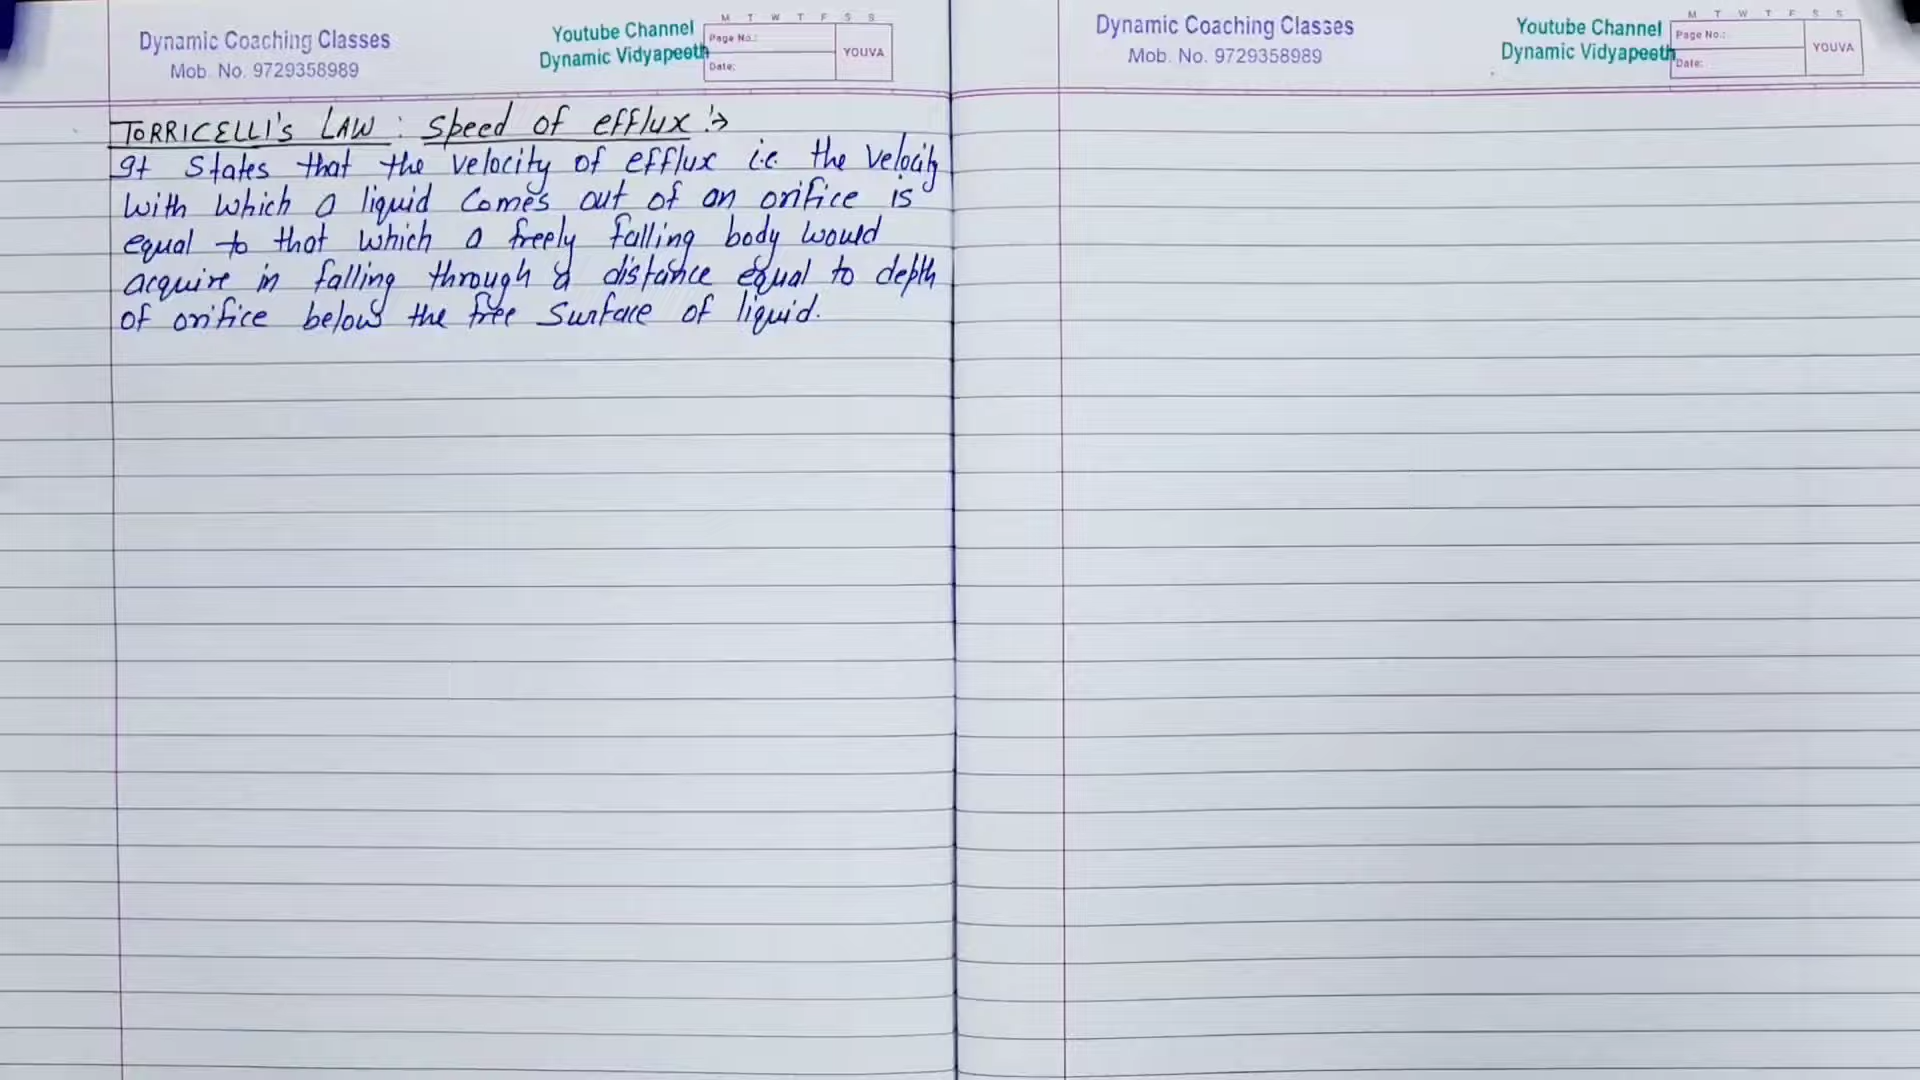 Dynamic Coaching Classes
Mob. No. 9729358989
Youtube Channel
Dynamic Vidyapeeth
M T W T F S S
Page No.:
Date:
YOUVA
TORRICELLI's LAW : Speed of efflux :→
It States that the velocity of efflux i.e. the velocity
with which a liquid comes out of an orifice is
equal to that which a freely falling body would
acquire in falling through a distance equal to depth
of orifice below the free surface of liquid.
Dynamic Coaching Classes
Mob. No. 9729358989
Youtube Channel
Dynamic Vidyapeeth
M T W T F S S
Page No.:
Date:
YOUVA